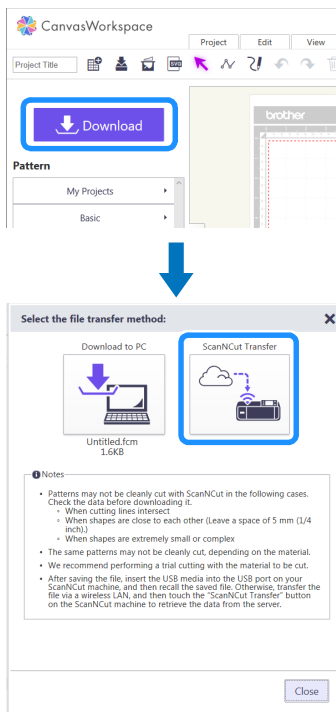 CanvasWorkspace
Project Edit View
Project Title
SVG
Download
brother
Pattern
My Projects
Basic
Select the file transfer method:
Download to PC ScanNCut Transfer
Untitled.fcm
1.6KB
Notes
• Patterns may not be cleanly cut with ScanNCut in the following cases.
Check the data before downloading it.
◦ When cutting lines intersect
◦ When shapes are close to each other (Leave a space of 5 mm (1/4
inch).)
◦ When shapes are extremely small or complex
• The same patterns may not be cleanly cut, depending on the material.
• We recommend performing a trial cutting with the material to be cut.
• After saving the file, insert the USB media into the USB port on your
ScanNCut machine, and then recall the saved file. Otherwise, transfer the
file via a wireless LAN, and then touch the "ScanNCut Transfer" button
on the ScanNCut machine to retrieve the data from the server.
Close